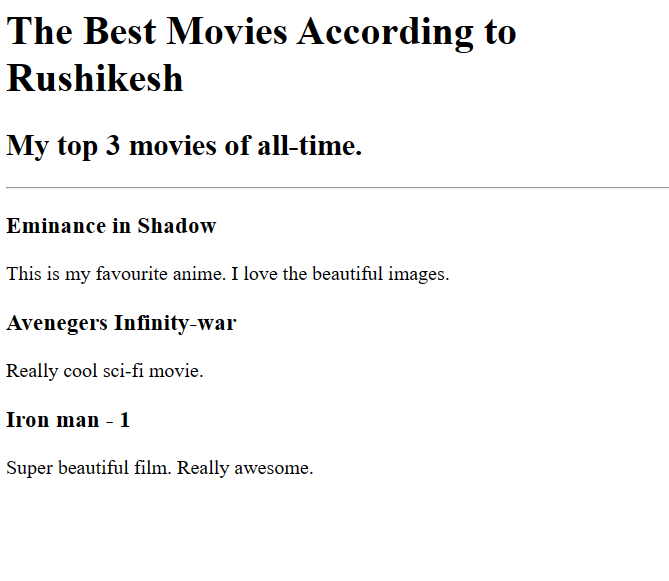 The Best Movies According to
Rushikesh
My top 3 movies of all-time.
Eminance in Shadow
This is my favourite anime. I love the beautiful images.
Avenegers Infinity-war
Really cool sci-fi movie.
Iron man - 1
Super beautiful film. Really awesome.